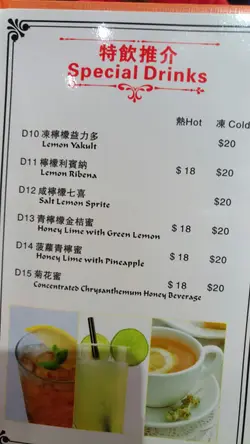 特飲推介
Special Drinks
熱Hot 凍Cold
D10 凍檸檬益力多 $20
Lemon Yakult
D11 檸檬利賓納 $18 $20
Lemon Ribena
D12 咸檸檬七喜 $20
Salt Lemon Sprite
D13 青檸檬金桔蜜 $18 $20
Honey Lime with Green Lemon
D14 菠蘿青檸蜜 $18 $20
Honey Lime with Pineapple
D15 菊花蜜 $18 $20
Concentrated Chrysanthemum Honey Beverage